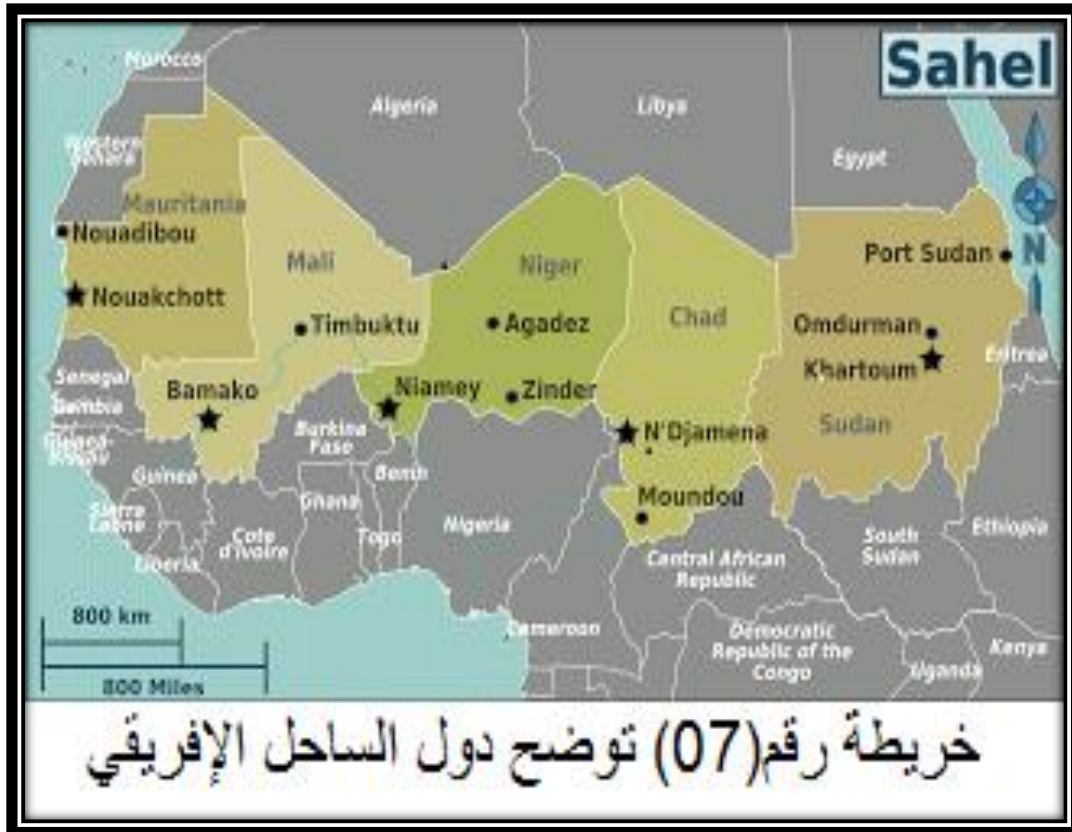 Sahel
Morocco
Algeria
Libya
Egypt
Western
Sahara
Mauritania
Nouadibou
Mali
Niger
Port Sudan
N
Nouakchott
Timbuktu
Agadez
Chad
Omdurman
Khartoum
Eritrea
Senegal
Gambia
Bamako
Niamey
Zinder
Sudan
Burkina
Faso
N'Djamena
Guinea
Benin
Moundou
Ghana
Nigeria
Sierra
Leone
Cote
d'Ivoire
Togo
Liberia
South
Sudan
Ethiopia
Central African
Republic
800 km
Cameroon
Democratic
Republic of the
Congo
Kenya
Uganda
800 Miles
خريطة رقم(07) توضح دول الساحل الإفريقي